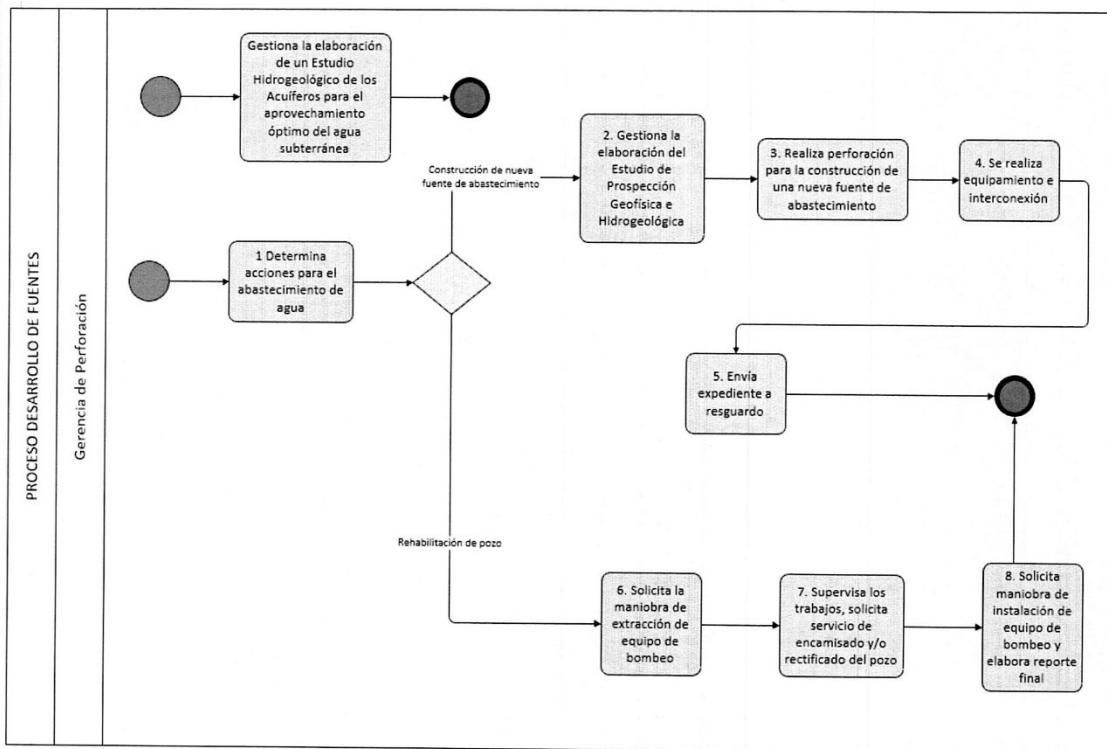 PROCESO DESARROLLO DE FUENTES
Gerencia de Perforación
Gestiona la elaboración
de un Estudio
Hidrogeológico de los
Acuíferos para el
aprovechamiento
óptimo del agua
subterránea
Construcción de nueva
fuente de abastecimiento
2. Gestiona la
elaboración del
Estudio de
Prospección
Geofísica e
Hidrogeológica
3. Realiza perforación
para la construcción de
una nueva fuente de
abastecimiento
4. Se realiza
equipamiento e
interconexión
1 Determina
acciones para el
abastecimiento de
agua
5. Envía
expediente a
resguardo
Rehabilitación de pozo
6. Solicita la
maniobra de
extracción de
equipo de
bombeo
7. Supervisa los
trabajos, solicita
servicio de
encamisado y/o
rectificado del pozo
8. Solicita
maniobra de
instalación de
equipo de
bombeo y
elabora reporte
final